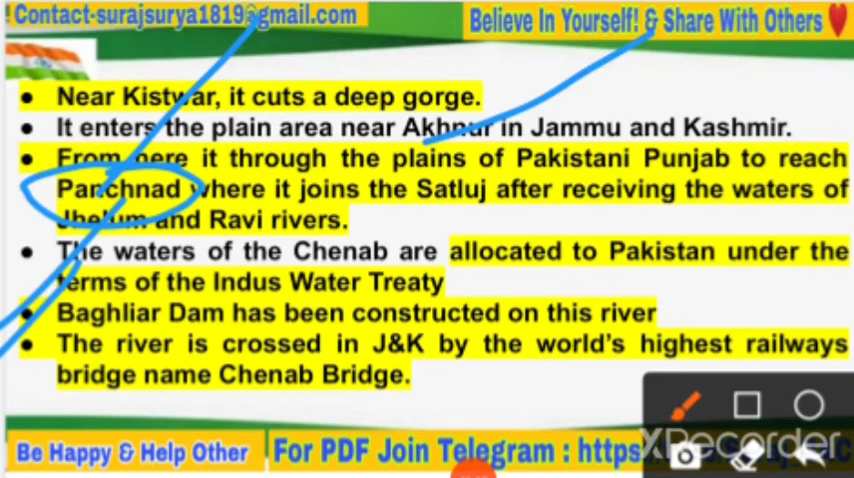 Contact-surajsurya1819@gmail.com
Believe In Yourself! & Share With Others
● Near Kistwar, it cuts a deep gorge.
● It enters the plain area near Akhnur in Jammu and Kashmir.
● From here it through the plains of Pakistani Punjab to reach
Panchnad where it joins the Satluj after receiving the waters of
Jhelum and Ravi rivers.
● The waters of the Chenab are allocated to Pakistan under the
terms of the Indus Water Treaty
● Baghliar Dam has been constructed on this river
● The river is crossed in J&K by the world's highest railways
bridge name Chenab Bridge.
Be Happy & Help Other
For PDF Join Telegram : https
XRecorder